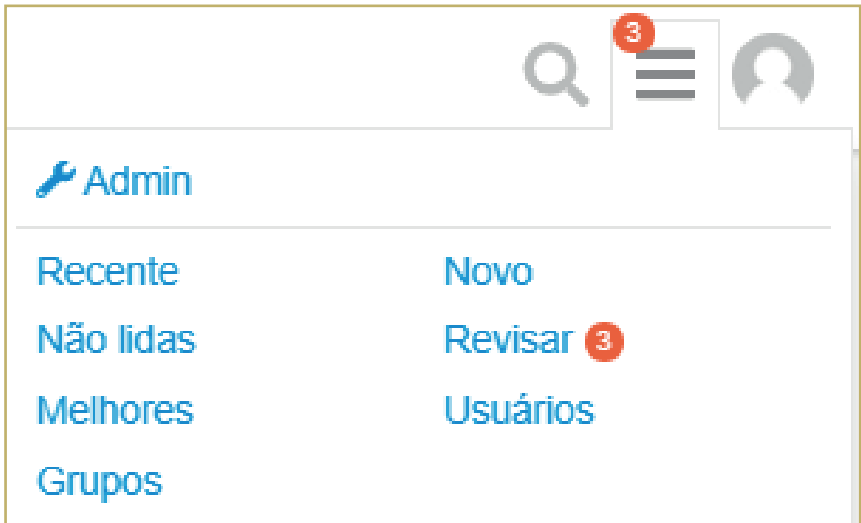 3
Admin
Recente Novo
Não lidas Revisar 3
Melhores Usuários
Grupos